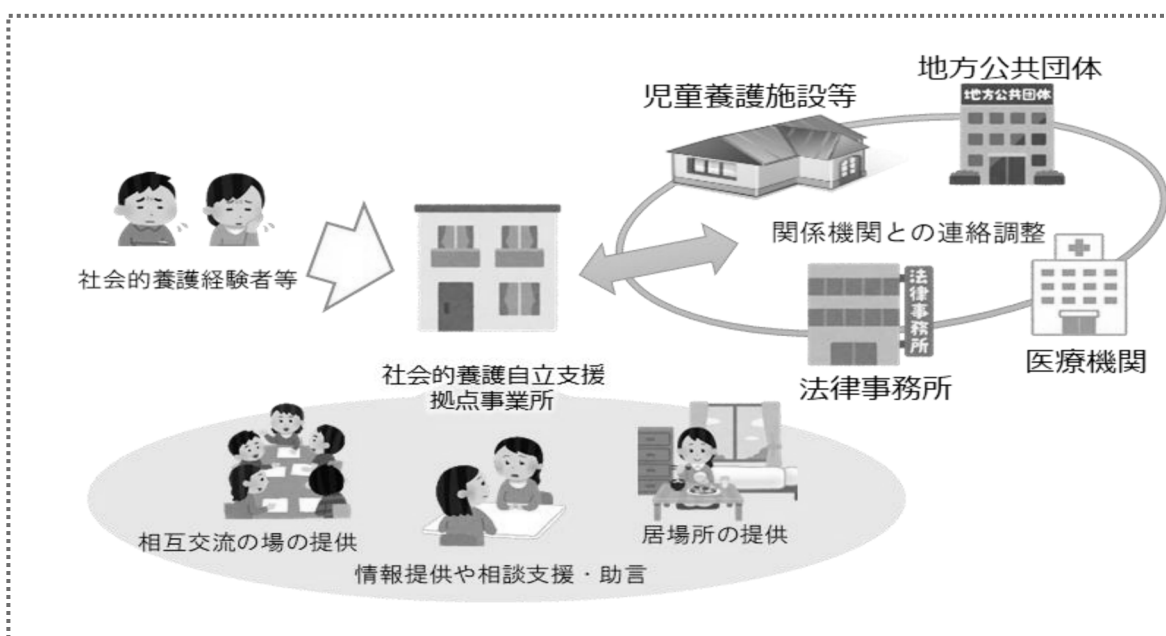 地方公共団体
地方公共団体
児童養護施設等
関係機関との連絡調整
社会的養護経験者等
法律事務所
医療機関
法律事務所
社会的養護自立支援
拠点事業所
相互交流の場の提供
居場所の提供
情報提供や相談支援・助言